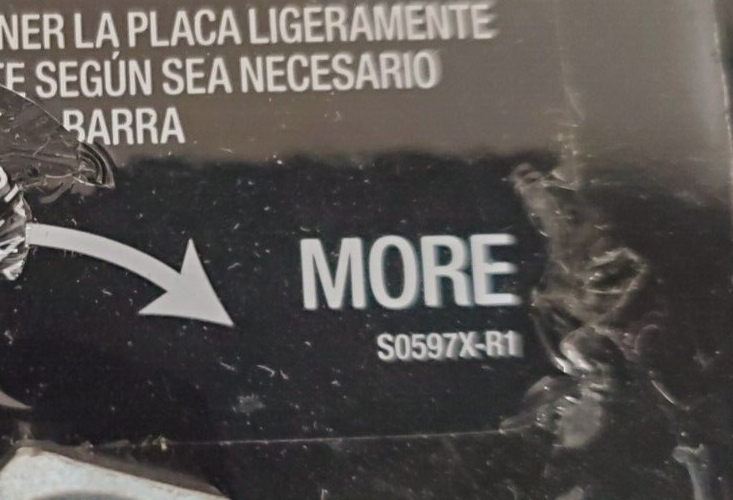 NER LA PLACA LIGERAMENTE
E SEGÚN SEA NECESARIO
BARRA
MORE
S0597X-R1